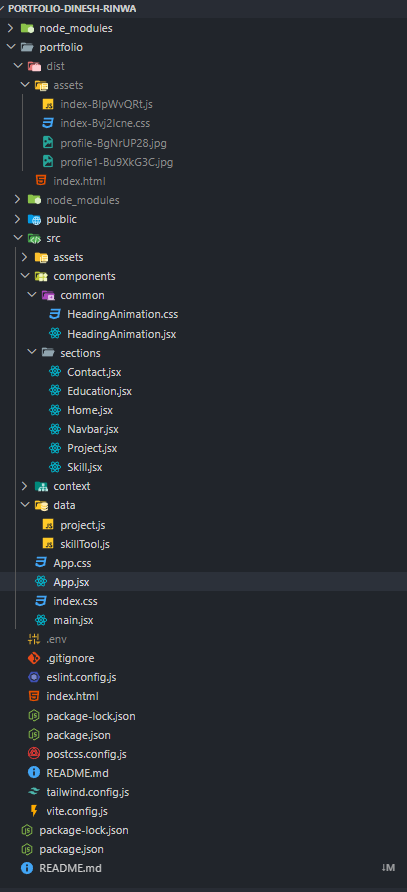 PORTFOLIO-DINESH-RINWA
node_modules
portfolio
dist
assets
index-BlpWvQRt.js
index-Bvj2lcne.css
profile-BgNrUP28.jpg
profile1-Bu9XkG3C.jpg
index.html
node_modules
public
src
assets
components
common
HeadingAnimation.css
HeadingAnimation.jsx
sections
Contact.jsx
Education.jsx
Home.jsx
Navbar.jsx
Project.jsx
Skill.jsx
context
data
project.js
skillTool.js
App.css
App.jsx
index.css
main.jsx
.env
.gitignore
eslint.config.js
index.html
package-lock.json
package.json
postcss.config.js
README.md
tailwind.config.js
vite.config.js
package-lock.json
package.json
README.md ↓M